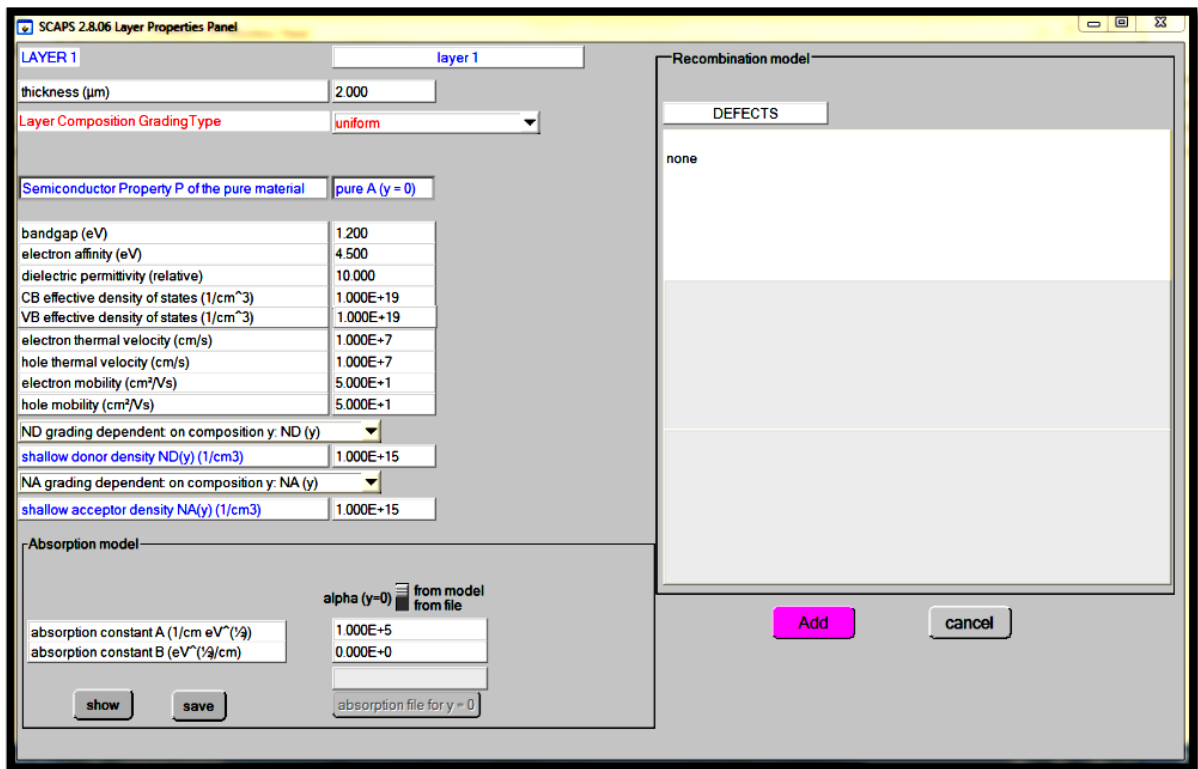 SCAPS 2.8.06 Layer Properties Panel
LAYER 1 layer 1
thickness (µm) 2.000
Layer Composition GradingType uniform
Semiconductor Property P of the pure material pure A (y = 0)
bandgap (eV) 1.200
electron affinity (eV) 4.500
dielectric permittivity (relative) 10.000
CB effective density of states (1/cm^3) 1.000E+19
VB effective density of states (1/cm^3) 1.000E+19
electron thermal velocity (cm/s) 1.000E+7
hole thermal velocity (cm/s) 1.000E+7
electron mobility (cm²/Vs) 5.000E+1
hole mobility (cm²/Vs) 5.000E+1
ND grading dependent: on composition y: ND (y)
shallow donor density ND(y) (1/cm3) 1.000E+15
NA grading dependent: on composition y: NA (y)
shallow acceptor density NA(y) (1/cm3) 1.000E+15
Absorption model
alpha (y=0) from model
from file
absorption constant A (1/cm eV^(½)) 1.000E+5
absorption constant B (eV^(½)/cm) 0.000E+0
show save absorption file for y = 0
Recombination model
DEFECTS
none
Add cancel